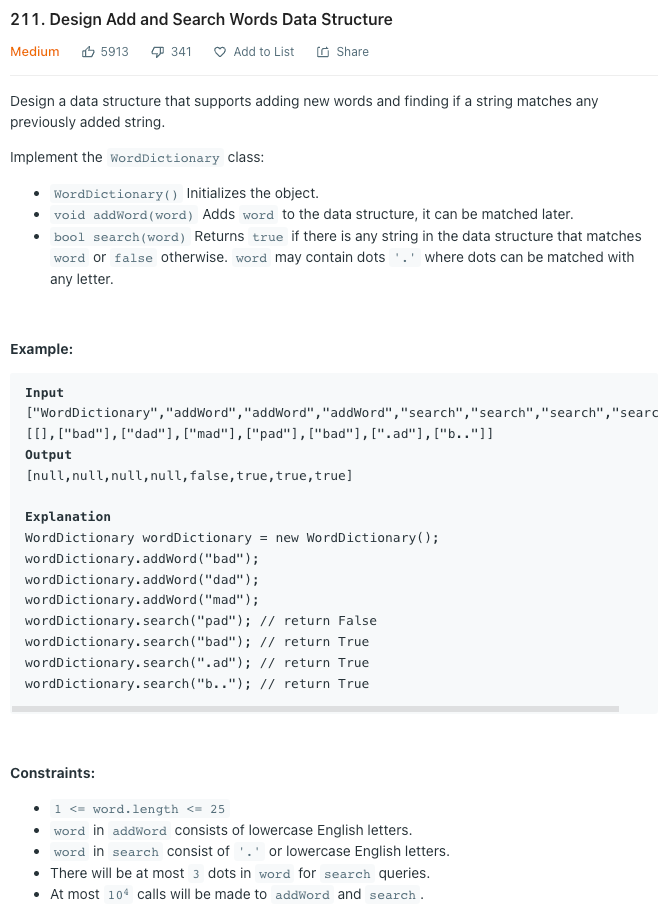 211. Design Add and Search Words Data Structure
Medium 5913 341 Add to List Share
Design a data structure that supports adding new words and finding if a string matches any
previously added string.
Implement the WordDictionary class:
• WordDictionary() Initializes the object.
• void addWord(word) Adds word to the data structure, it can be matched later.
• bool search(word) Returns true if there is any string in the data structure that matches
word or false otherwise. word may contain dots '.' where dots can be matched with
any letter.
Example:
Input
["WordDictionary","addWord","addWord","addWord","search","search","search","searc
[[],["bad"],["dad"],["mad"],["pad"],["bad"],[".ad"],["b.."]]
Output
[null,null,null,null,false,true,true,true]
Explanation
WordDictionary wordDictionary = new WordDictionary();
wordDictionary.addWord("bad");
wordDictionary.addWord("dad");
wordDictionary.addWord("mad");
wordDictionary.search("pad"); // return False
wordDictionary.search("bad"); // return True
wordDictionary.search(".ad"); // return True
wordDictionary.search("b.."); // return True
Constraints:
• 1 <= word.length <= 25
• word in addWord consists of lowercase English letters.
• word in search consist of '.' or lowercase English letters.
• There will be at most 3 dots in word for search queries.
• At most 10⁴ calls will be made to addWord and search.